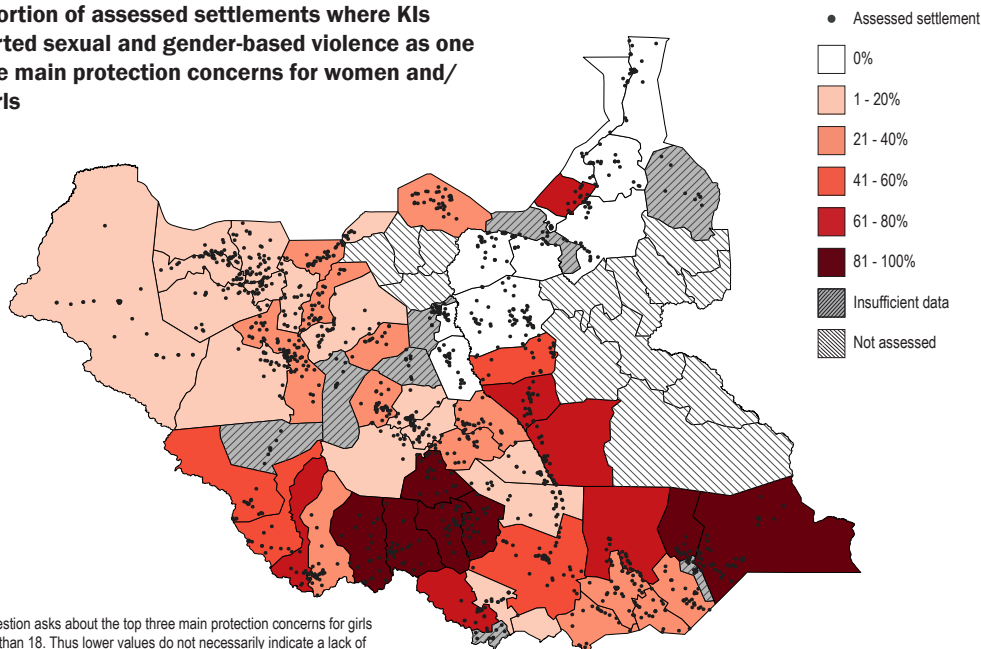 ortion of assessed settlements where KIs
rted sexual and gender-based violence as one
e main protection concerns for women and/
rls
Assessed settlement
0%
1 - 20%
21 - 40%
41 - 60%
61 - 80%
81 - 100%
Insufficient data
Not assessed
estion asks about the top three main protection concerns for girls
than 18. Thus lower values do not necessarily indicate a lack of